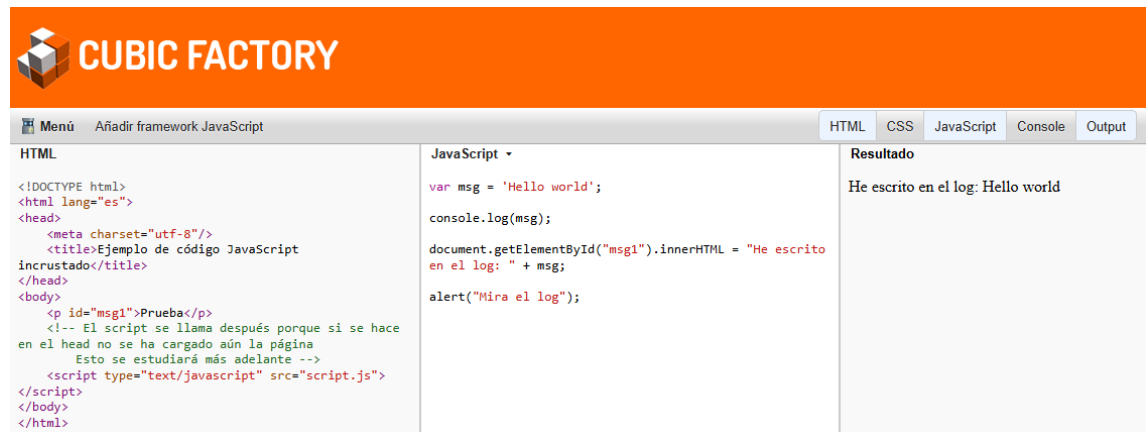 CUBIC FACTORY
Menú Añadir framework JavaScript HTML CSS JavaScript Console Output
HTML
<!DOCTYPE html>
<html lang="es">
<head>
<meta charset="utf-8"/>
<title>Ejemplo de código JavaScript
incrustado</title>
</head>
<body>
<p id="msg1">Prueba</p>
<!-- El script se llama después porque si se hace
en el head no se ha cargado aún la página
Esto se estudiará más adelante -->
<script type="text/javascript" src="script.js">
</script>
</body>
</html>
JavaScript
var msg = 'Hello world';
console.log(msg);
document.getElementById("msg1").innerHTML = "He escrito
en el log: " + msg;
alert("Mira el log");
Resultado
He escrito en el log: Hello world